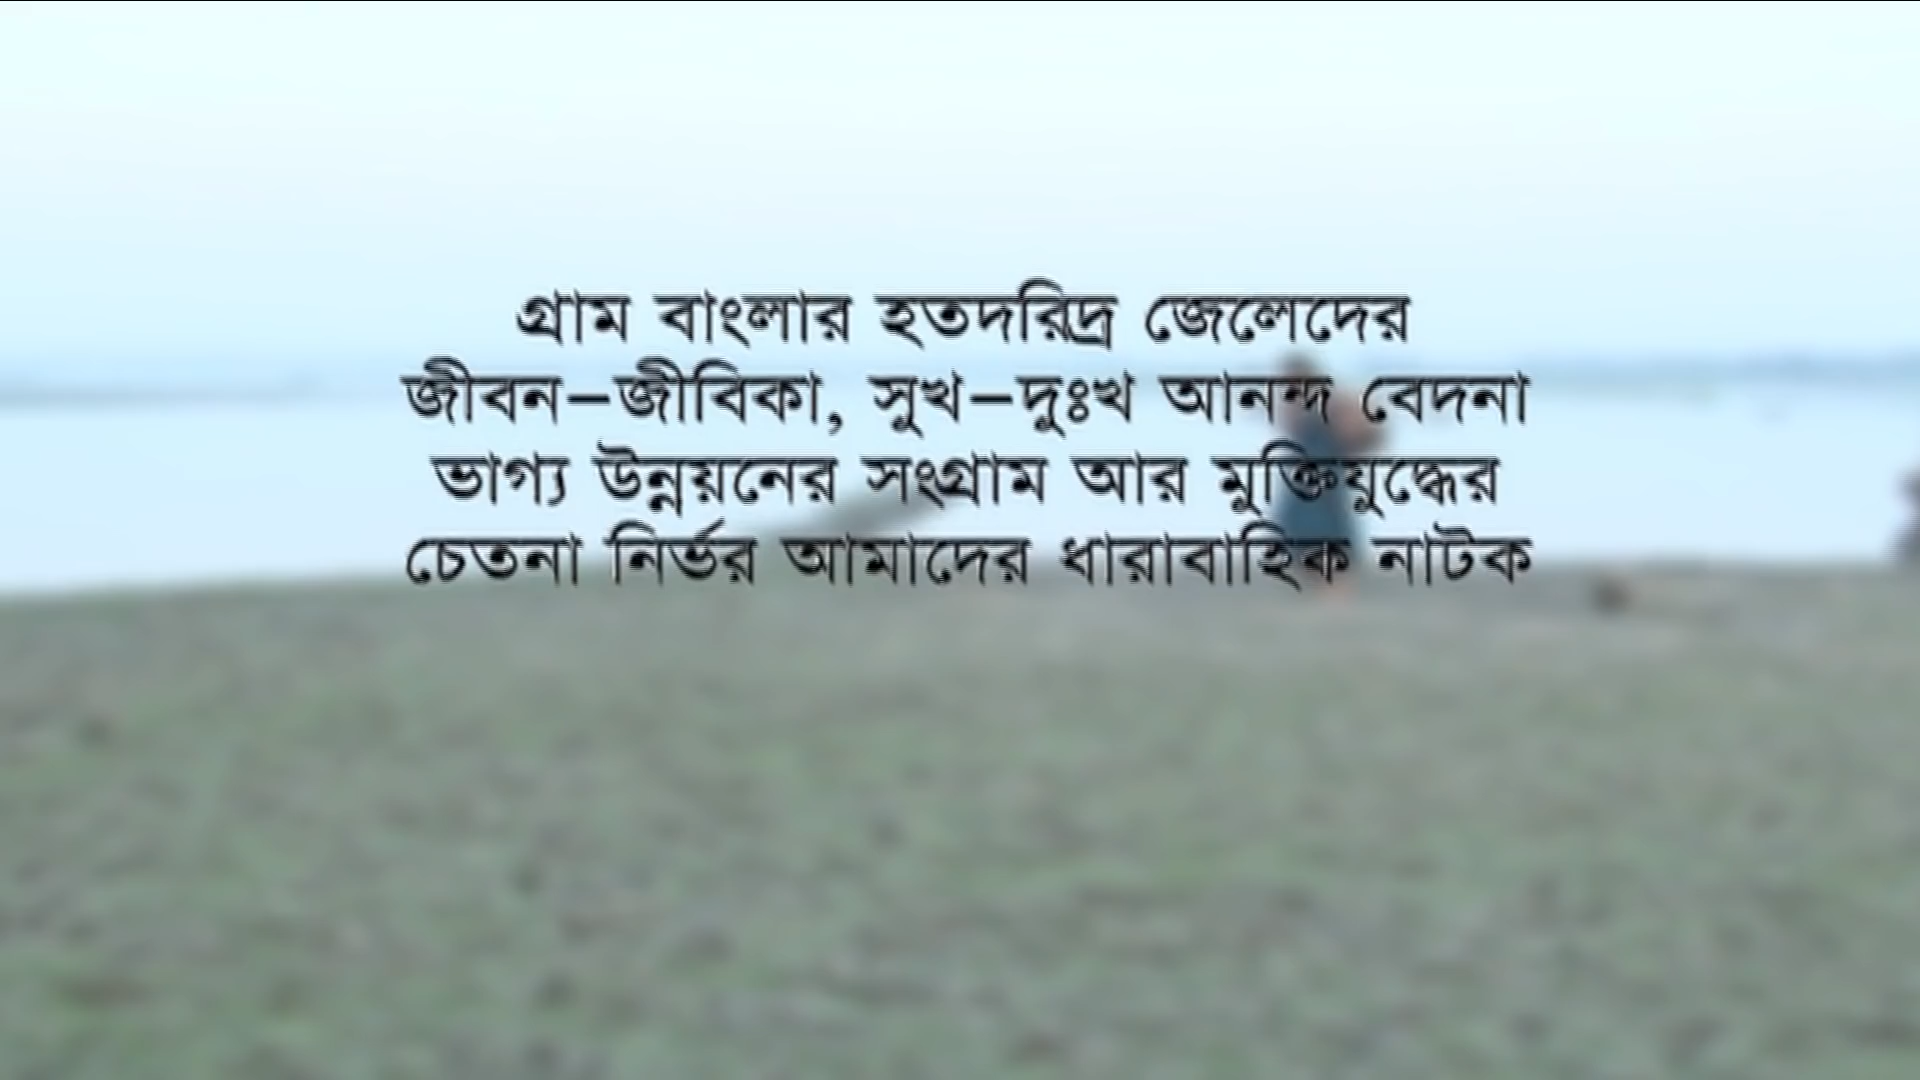 গ্রাম বাংলার হতদরিদ্র জেলেদের
জীবন-জীবিকা, সুখ-দুঃখ আনন্দ বেদনা
ভাগ্য উন্নয়নের সংগ্রাম আর মুক্তিযুদ্ধের
চেতনা নির্ভর আমাদের ধারাবাহিক নাটক